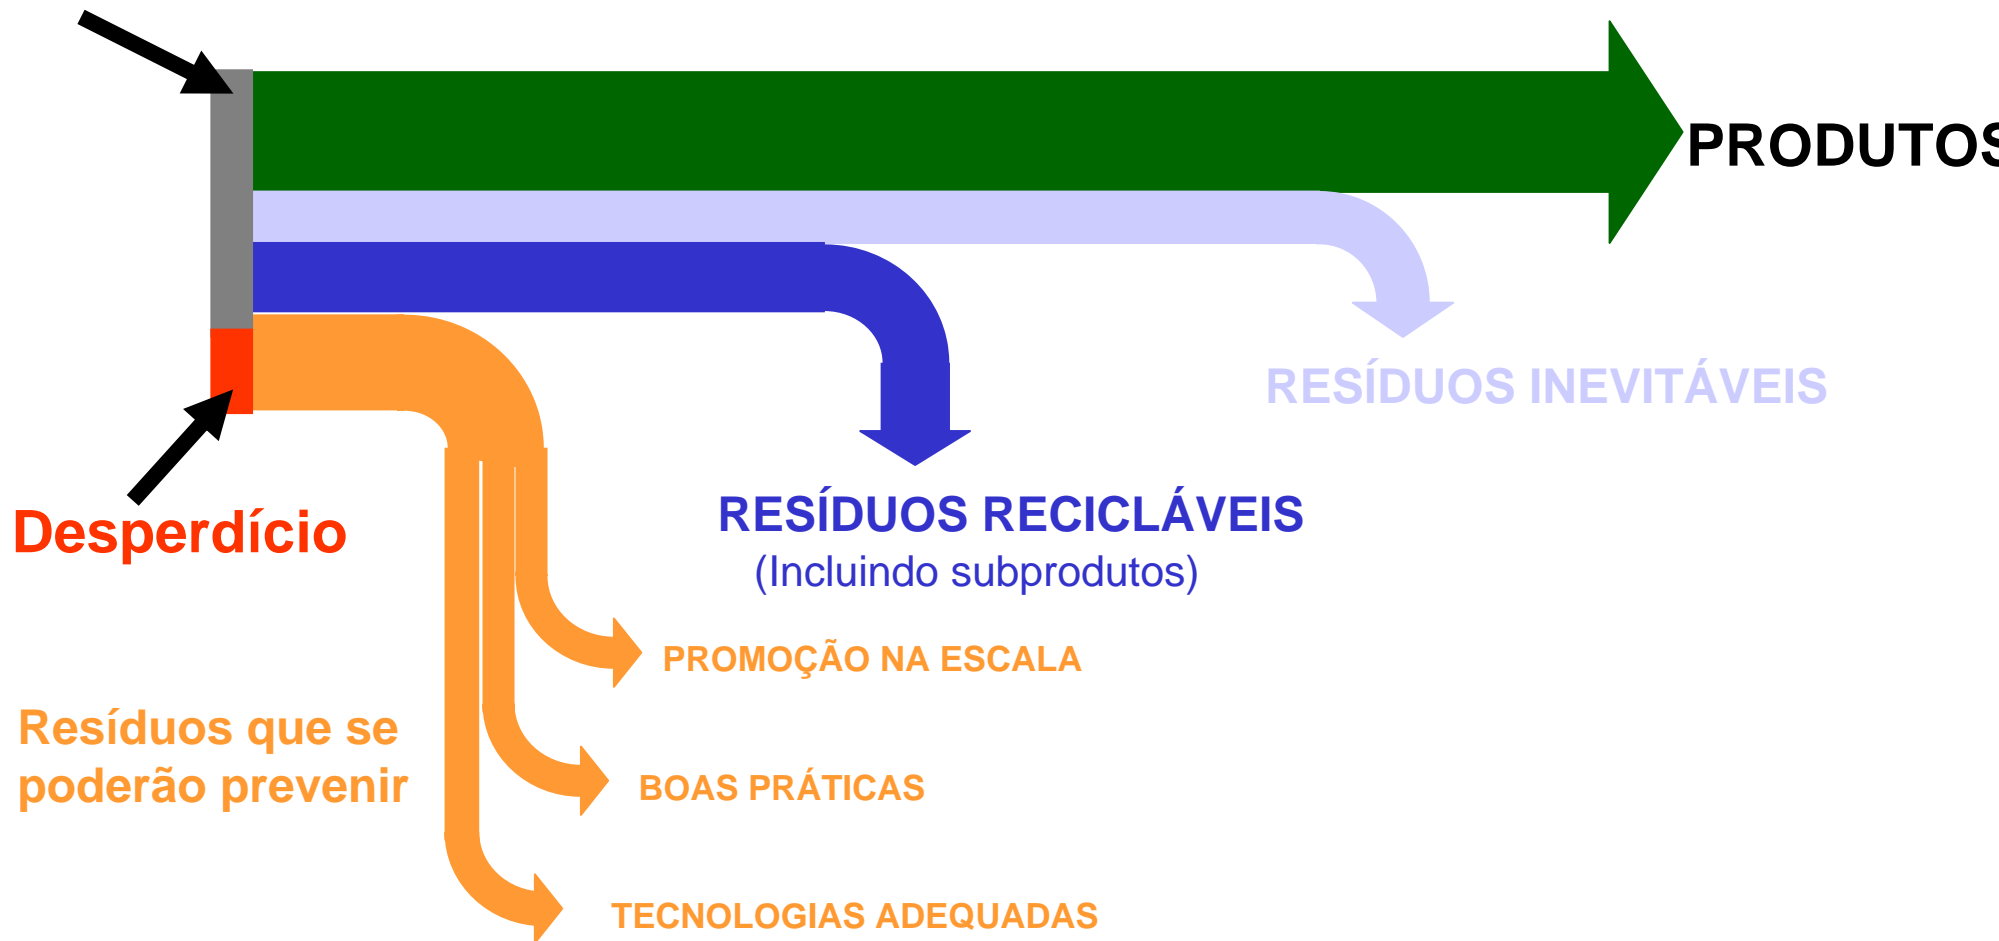 PRODUTOS
RESÍDUOS INEVITÁVEIS
RESÍDUOS RECICLÁVEIS
(Incluindo subprodutos)
Desperdício
PROMOÇÃO NA ESCALA
Resíduos que se
poderão prevenir
BOAS PRÁTICAS
TECNOLOGIAS ADEQUADAS